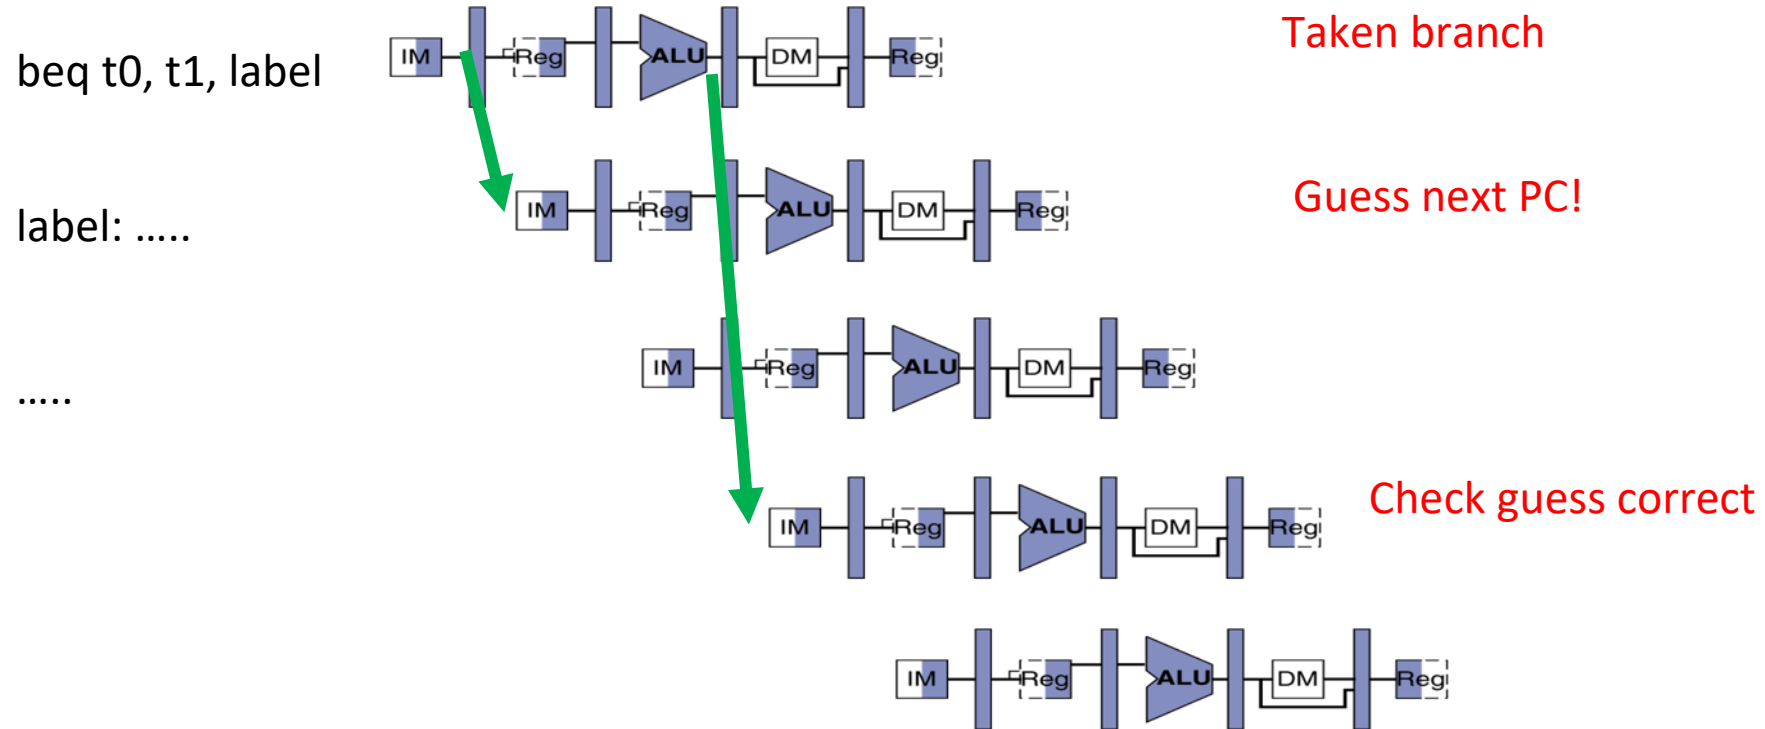 IM Reg ALU DM Reg Taken branch
beq t0, t1, label
IM Reg ALU DM Reg Guess next PC!
label: .....
IM Reg ALU DM Reg
.....
IM Reg ALU DM Reg Check guess correct
IM Reg ALU DM Reg